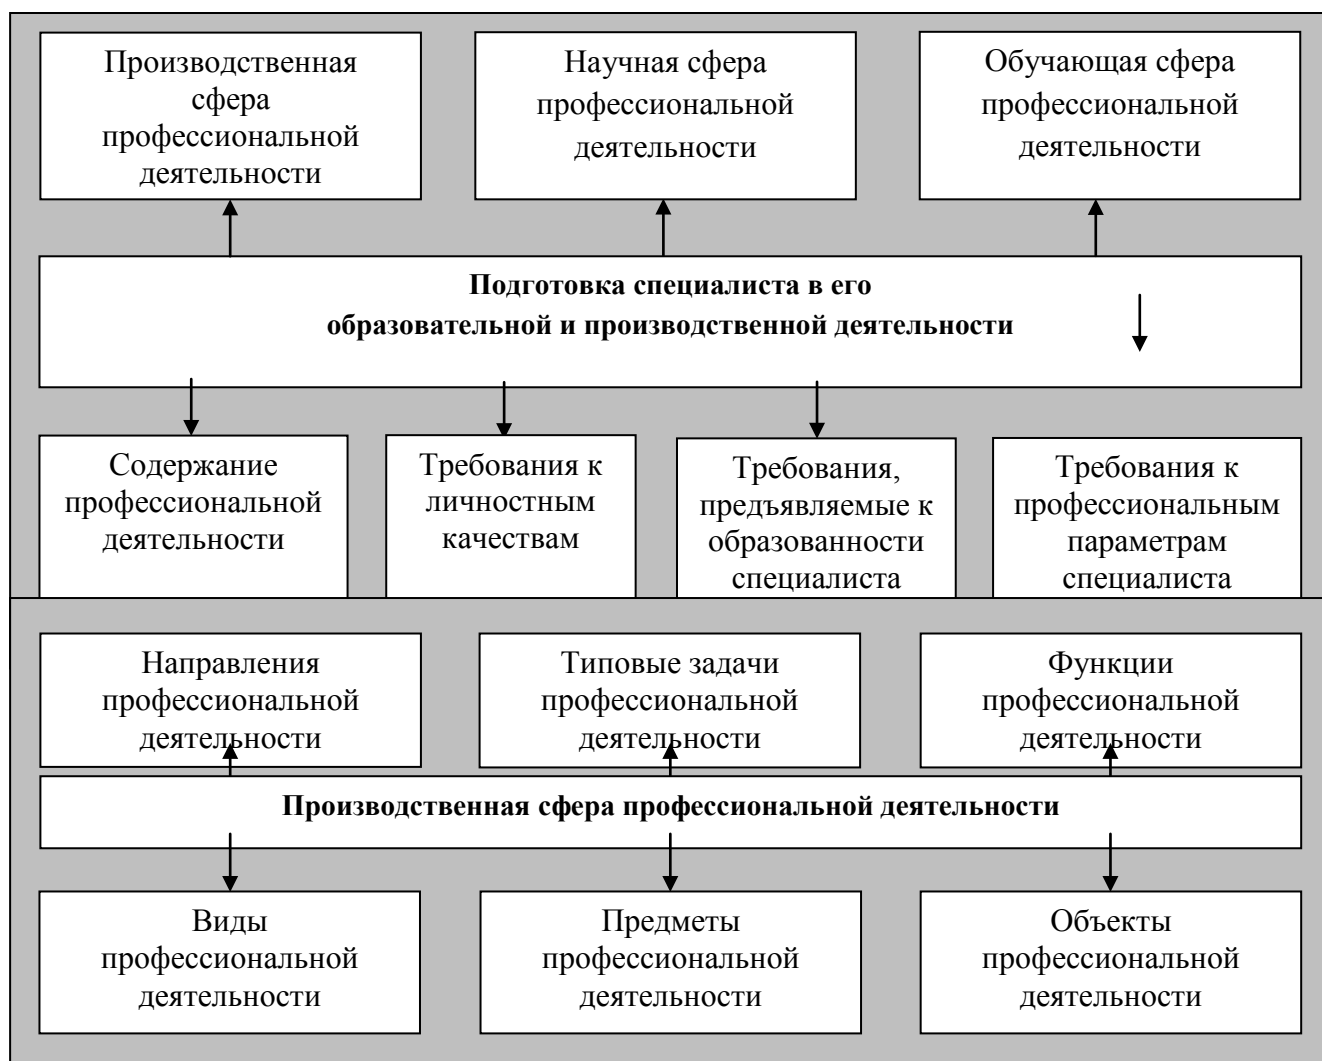 Производственная
сфера
профессиональной
деятельности
Научная сфера
профессиональной
деятельности
Обучающая сфера
профессиональной
деятельности
Подготовка специалиста в его
образовательной и производственной деятельности
Содержание
профессиональной
деятельности
Требования к
личностным
качествам
Требования,
предъявляемые к
образованности
специалиста
Требования к
профессиональным
параметрам
специалиста
Направления
профессиональной
деятельности
Типовые задачи
профессиональной
деятельности
Функции
профессиональной
деятельности
Производственная сфера профессиональной деятельности
Виды
профессиональной
деятельности
Предметы
профессиональной
деятельности
Объекты
профессиональной
деятельности